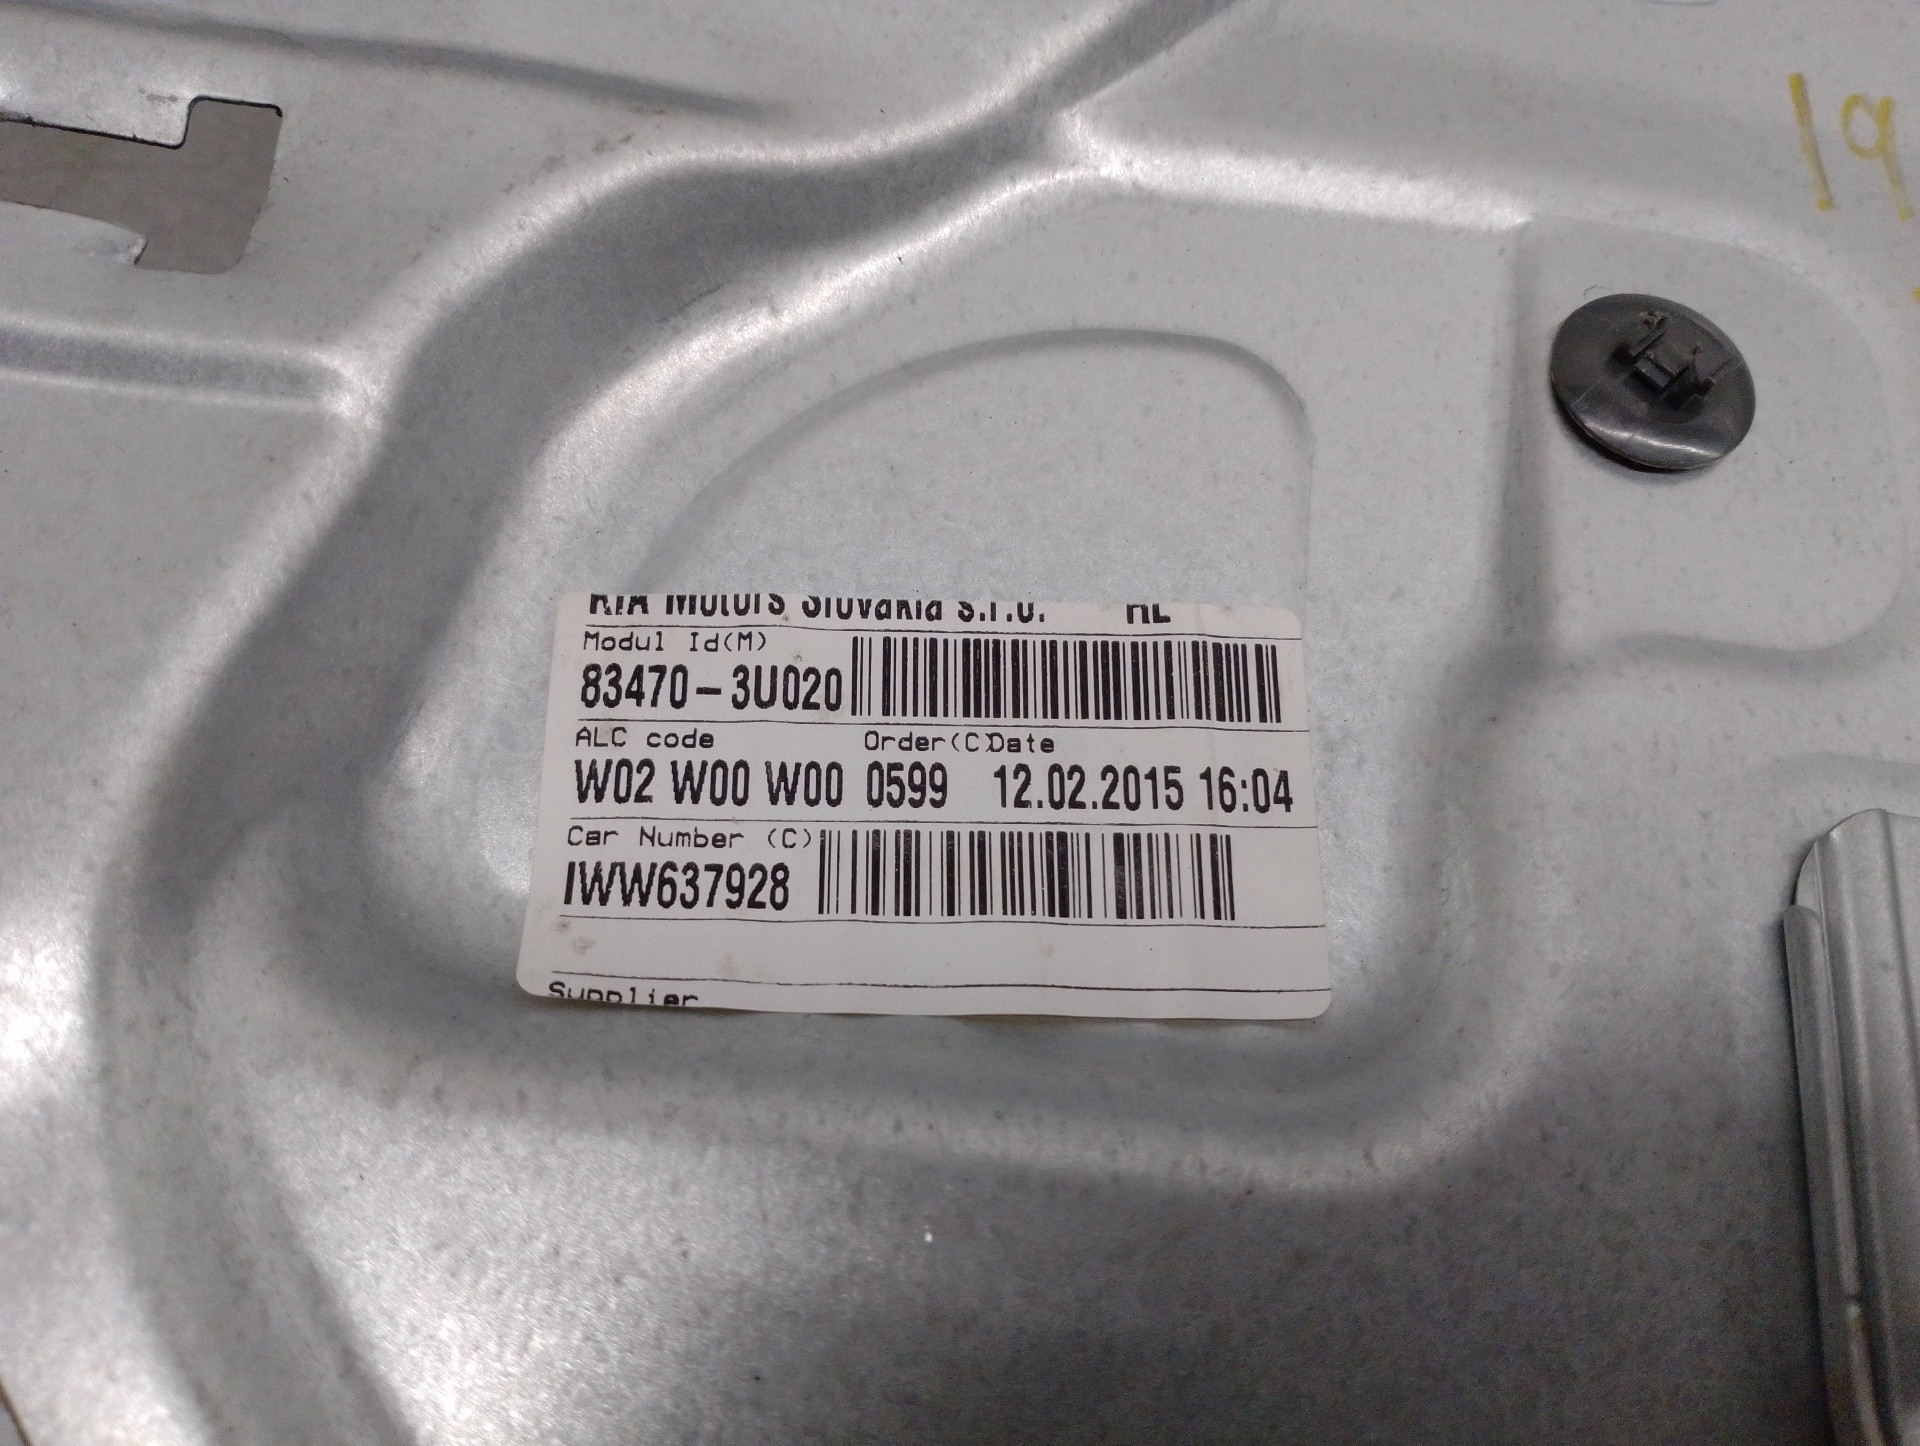 19
KIA Motors Slovakia s.r.o. RL
Modul Id(M)
83470-3U020
ALC code Order(C)Date
W02 W00 W00 0599 12.02.2015 16:04
Car Number (C)
IWW637928
Supplier